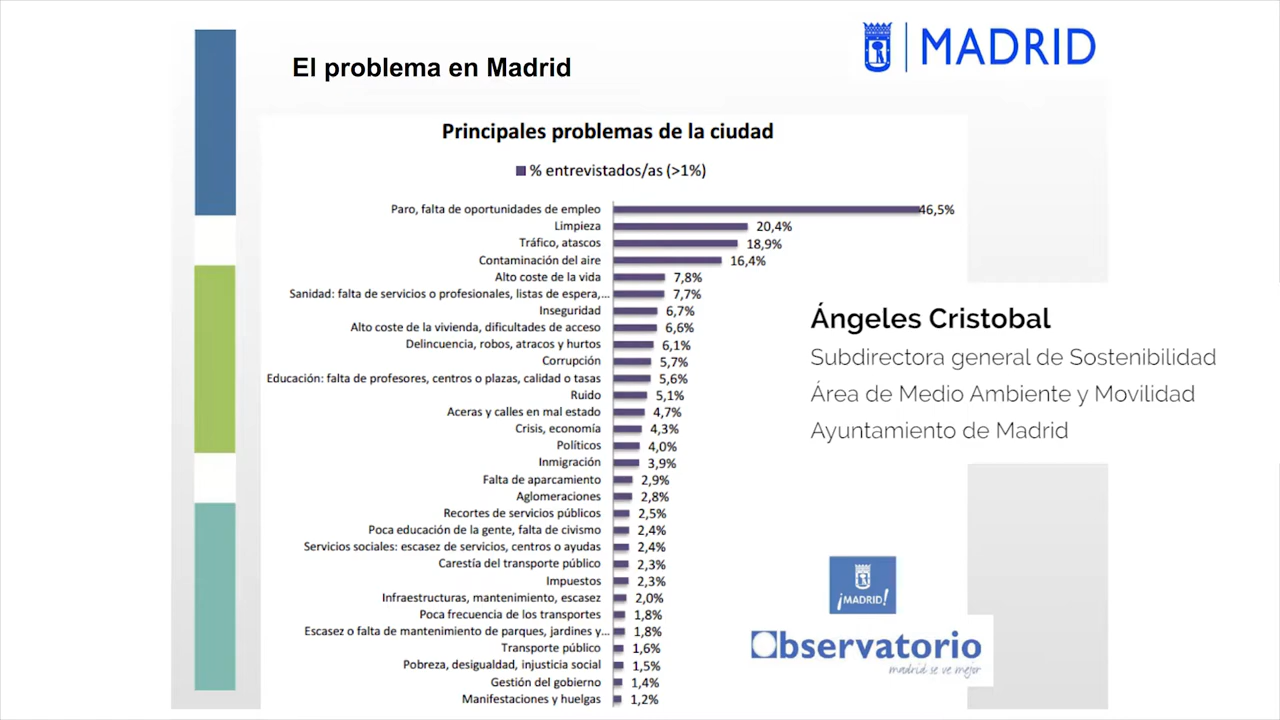 El problema en Madrid
MADRID
Principales problemas de la ciudad
% entrevistados/as (>1%)
Paro, falta de oportunidades de empleo 46,5%
Limpieza 20,4%
Tráfico, atascos 18,9%
Contaminación del aire 16,4%
Alto coste de la vida 7,8%
Sanidad: falta de servicios o profesionales, listas de espera,... 7,7%
Inseguridad 6,7%
Alto coste de la vivienda, dificultades de acceso 6,6%
Delincuencia, robos, atracos y hurtos 6,1%
Corrupción 5,7%
Educación: falta de profesores, centros o plazas, calidad o tasas 5,6%
Ruido 5,1%
Aceras y calles en mal estado 4,7%
Crisis, economía 4,3%
Políticos 4,0%
Inmigración 3,9%
Falta de aparcamiento 2,9%
Aglomeraciones 2,8%
Recortes de servicios públicos 2,5%
Poca educación de la gente, falta de civismo 2,4%
Servicios sociales: escasez de servicios, centros o ayudas 2,4%
Carestía del transporte público 2,3%
Impuestos 2,3%
Infraestructuras, mantenimiento, escasez 2,0%
Poca frecuencia de los transportes 1,8%
Escasez o falta de mantenimiento de parques, jardines y... 1,8%
Transporte público 1,6%
Pobreza, desigualdad, injusticia social 1,5%
Gestión del gobierno 1,4%
Manifestaciones y huelgas 1,2%
Ángeles Cristobal
Subdirectora general de Sostenibilidad
Área de Medio Ambiente y Movilidad
Ayuntamiento de Madrid
¡MADRID!
Observatorio
madrid se ve mejor